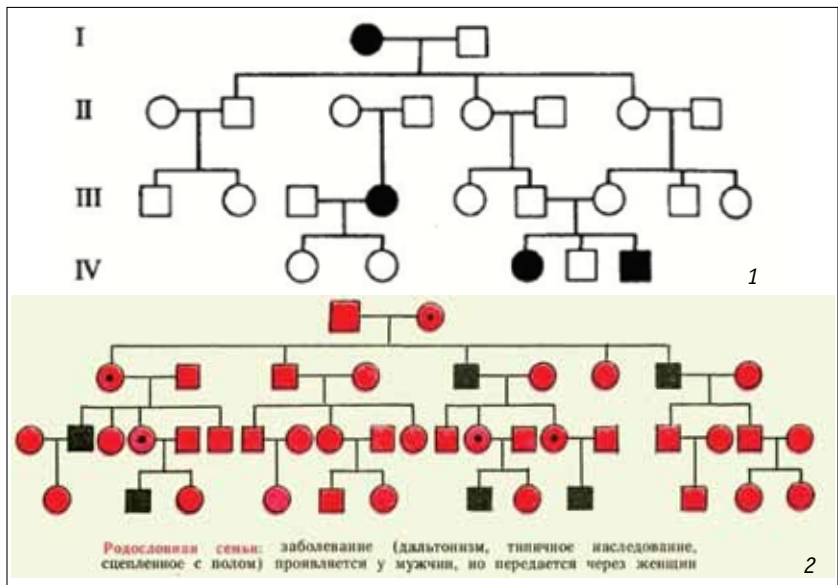 I
II
III
IV
1
Родословная семьи: заболевание (дальтонизм, типичное наследование,
сцепленное с полом) проявляется у мужчин, но передается через женщин
2